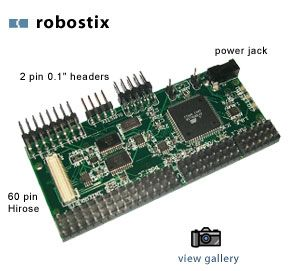 robostix
power jack
2 pin 0.1" headers
60 pin
Hirose
view gallery